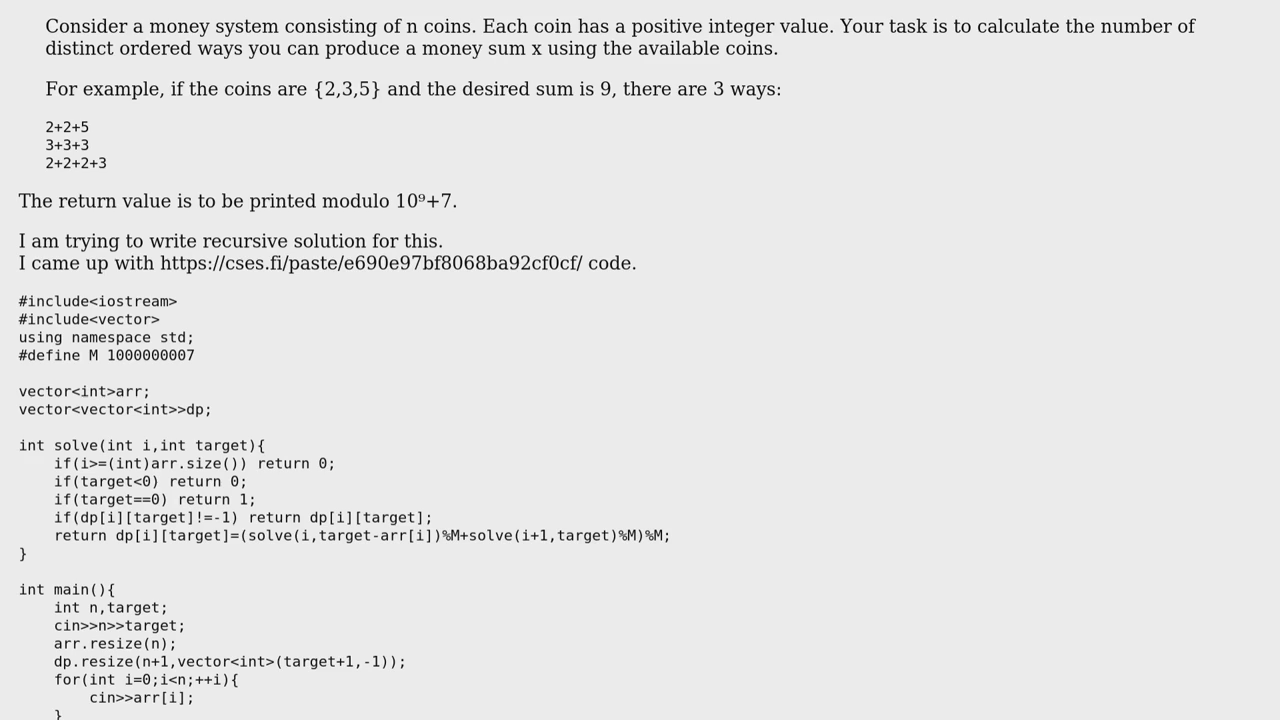 Consider a money system consisting of n coins. Each coin has a positive integer value. Your task is to calculate the number of
distinct ordered ways you can produce a money sum x using the available coins.
For example, if the coins are {2,3,5} and the desired sum is 9, there are 3 ways:
2+2+5
3+3+3
2+2+2+3
The return value is to be printed modulo 10⁹+7.
I am trying to write recursive solution for this.
I came up with https://cses.fi/paste/e690e97bf8068ba92cf0cf/ code.
#include<iostream>
#include<vector>
using namespace std;
#define M 1000000007
vector<int>arr;
vector<vector<int>>dp;
int solve(int i,int target){
    if(i>=(int)arr.size()) return 0;
    if(target<0) return 0;
    if(target==0) return 1;
    if(dp[i][target]!=-1) return dp[i][target];
    return dp[i][target]=(solve(i,target-arr[i])%M+solve(i+1,target)%M)%M;
}
int main(){
    int n,target;
    cin>>n>>target;
    arr.resize(n);
    dp.resize(n+1,vector<int>(target+1,-1));
    for(int i=0;i<n;++i){
        cin>>arr[i];
    }